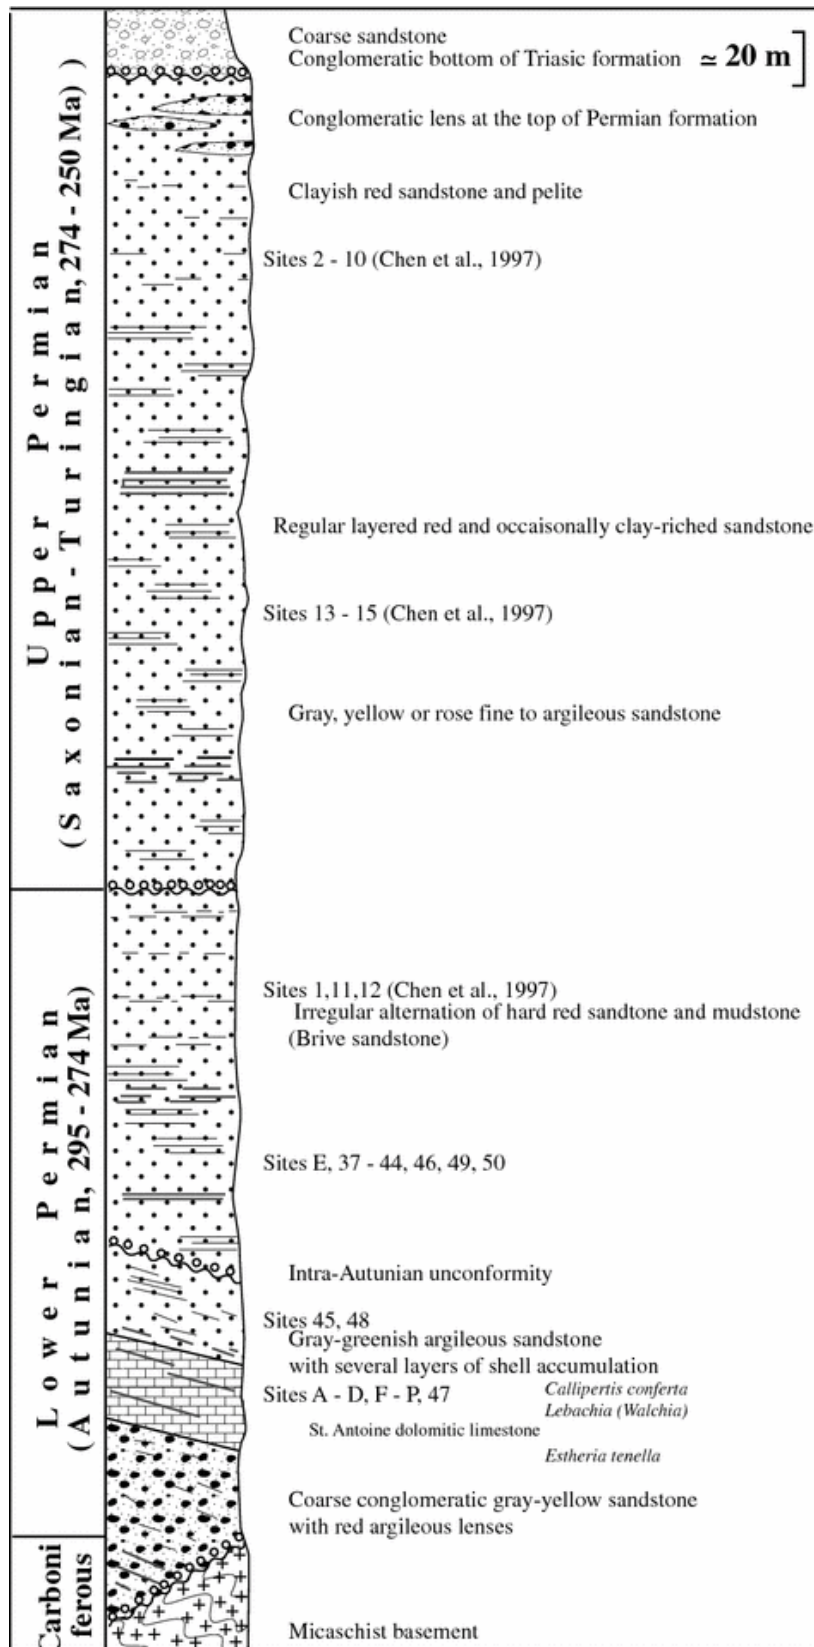 Coarse sandstone
Conglomeratic bottom of Triasic formation ≃ 20 m
Conglomeratic lens at the top of Permian formation
Clayish red sandstone and pelite
Sites 2 - 10 (Chen et al., 1997)
Regular layered red and occaisonally clay-riched sandstone
Sites 13 - 15 (Chen et al., 1997)
Gray, yellow or rose fine to argileous sandstone
Upper Permian
(Saxonian-Turingian, 274 - 250 Ma) )
Sites 1,11,12 (Chen et al., 1997)
Irregular alternation of hard red sandtone and mudstone
(Brive sandstone)
Sites E, 37 - 44, 46, 49, 50
Intra-Autunian unconformity
Sites 45, 48
Gray-greenish argileous sandstone
with several layers of shell accumulation
Sites A - D, F - P, 47
Callipertis conferta
Lebachia (Walchia)
St. Antoine dolomitic limestone
Estheria tenella
Coarse conglomeratic gray-yellow sandstone
with red argileous lenses
Lower Permian
(Autunian, 295 - 274 Ma)
Micaschist basement
Carboni
ferous